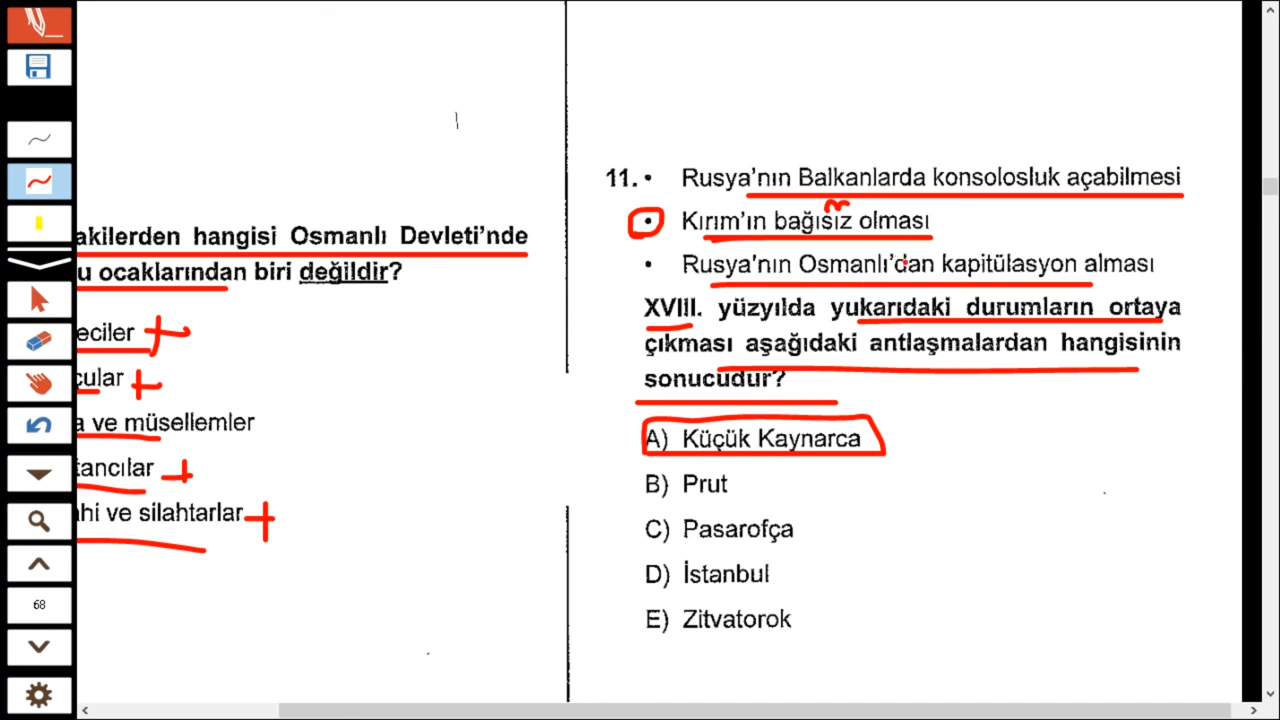 akilerden hangisi Osmanlı Devleti'nde
u ocaklarından biri değildir?
eciler
çular
a ve müsellemler
tancılar
ahi ve silahtarlar
11. • Rusya'nın Balkanlarda konsolosluk açabilmesi
• Kırım'ın bağısız olması
• Rusya'nın Osmanlı'dan kapitülasyon alması
XVIII. yüzyılda yukarıdaki durumların ortaya
çıkması aşağıdaki antlaşmalardan hangisinin
sonucudur?
A) Küçük Kaynarca
B) Prut
C) Pasarofça
D) İstanbul
E) Zitvatorok
68